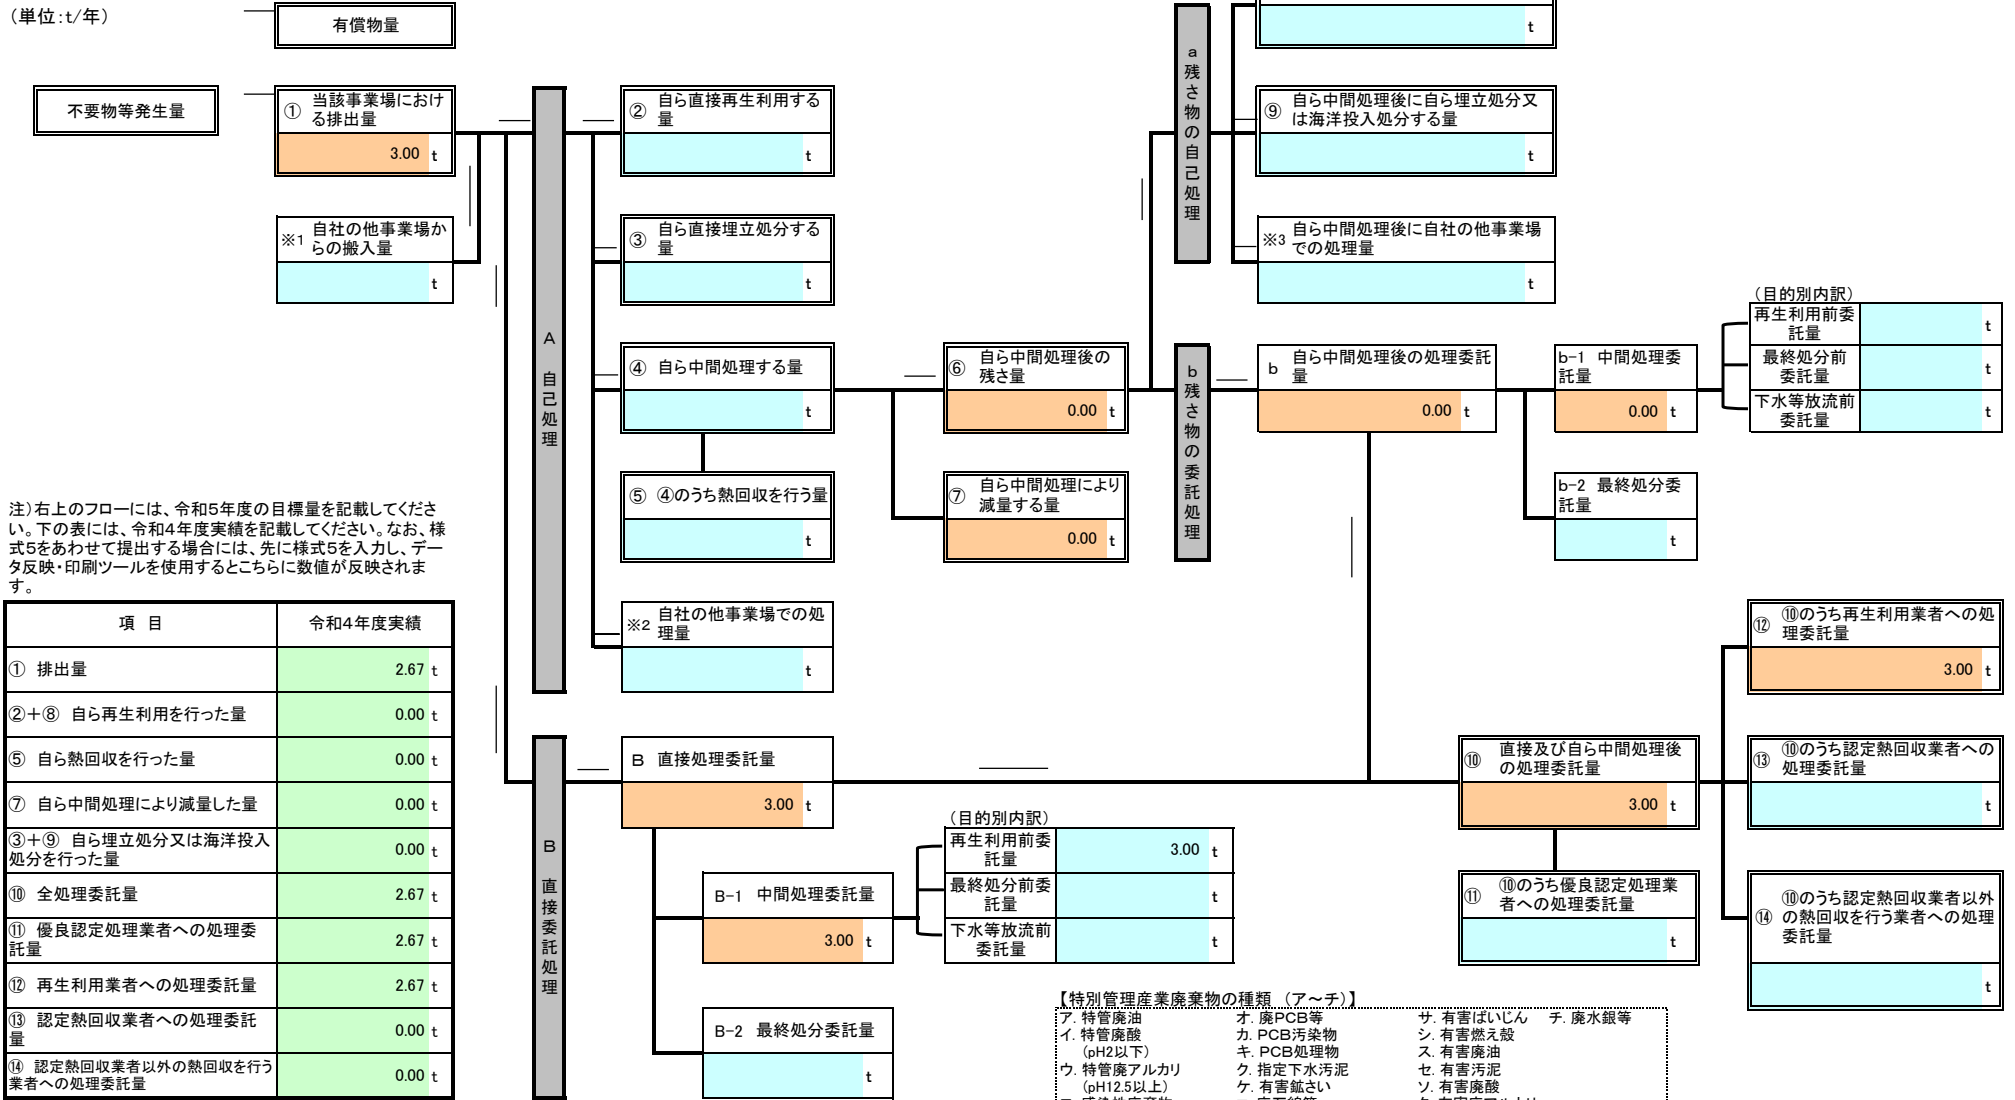 （単位:t/年）
有償物量
不要物等発生量
① 当該事業場におけ
る排出量
3.00 t
※1 自社の他事業場か
らの搬入量
t
A 自己処理
② 自ら直接再生利用する
量
t
③ 自ら直接埋立処分する
量
t
④ 自ら中間処理する量
t
⑤ ④のうち熱回収を行う量
t
※2 自社の他事業場での処
理量
t
⑥ 自ら中間処理後の
残さ量
0.00 t
⑦ 自ら中間処理により
減量する量
0.00 t
a 残さ物の自己処理
t
⑨ 自ら中間処理後に自ら埋立処分又
は海洋投入処分する量
t
※3 自ら中間処理後に自社の他事業場
での処理量
t
b 残さ物の委託処理
b 自ら中間処理後の処理委託
量
0.00 t
b-1 中間処理委
託量
0.00 t
b-2 最終処分委
託量
t
（目的別内訳）
再生利用前委
託量
t
最終処分前
委託量
t
下水等放流前
委託量
t
注）右上のフローには、令和5年度の目標量を記載してくださ
い。下の表には、令和4年度実績を記載してください。なお、様
式5をあわせて提出する場合には、先に様式5を入力し、デー
タ反映・印刷ツールを使用するとこちらに数値が反映されま
す。
項 目 令和4年度実績
① 排出量 2.67 t
②＋⑧ 自ら再生利用を行った量 0.00 t
⑤ 自ら熱回収を行った量 0.00 t
⑦ 自ら中間処理により減量した量 0.00 t
③＋⑨ 自ら埋立処分又は海洋投入
処分を行った量 0.00 t
⑩ 全処理委託量 2.67 t
⑪ 優良認定処理業者への処理委
託量 2.67 t
⑫ 再生利用業者への処理委託量 2.67 t
⑬ 認定熱回収業者への処理委託
量 0.00 t
⑭ 認定熱回収業者以外の熱回収を行う
業者への処理委託量 0.00 t
B 直接委託処理
B 直接処理委託量
3.00 t
B-1 中間処理委託量
3.00 t
B-2 最終処分委託量
t
（目的別内訳）
再生利用前委
託量
3.00 t
最終処分前委
託量
t
下水等放流前
委託量
t
⑩ 直接及び自ら中間処理後
の処理委託量
3.00 t
⑪ ⑩のうち優良認定処理業
者への処理委託量
t
⑫ ⑩のうち再生利用業者への処
理委託量
3.00 t
⑬ ⑩のうち認定熱回収業者への
処理委託量
t
⑭ ⑩のうち認定熱回収業者以外
の熱回収を行う業者への処理
委託量
t
【特別管理産業廃棄物の種類 （ア～チ）】
ア. 特管廃油 オ. 廃PCB等 サ. 有害ばいじん チ. 廃水銀等
イ. 特管廃酸 カ. PCB汚染物 シ. 有害燃え殻
（pH2以下） キ. PCB処理物 ス. 有害廃油
ウ. 特管廃アルカリ ク. 指定下水汚泥 セ. 有害汚泥
（pH12.5以上） ケ. 有害鉱さい ソ. 有害廃酸